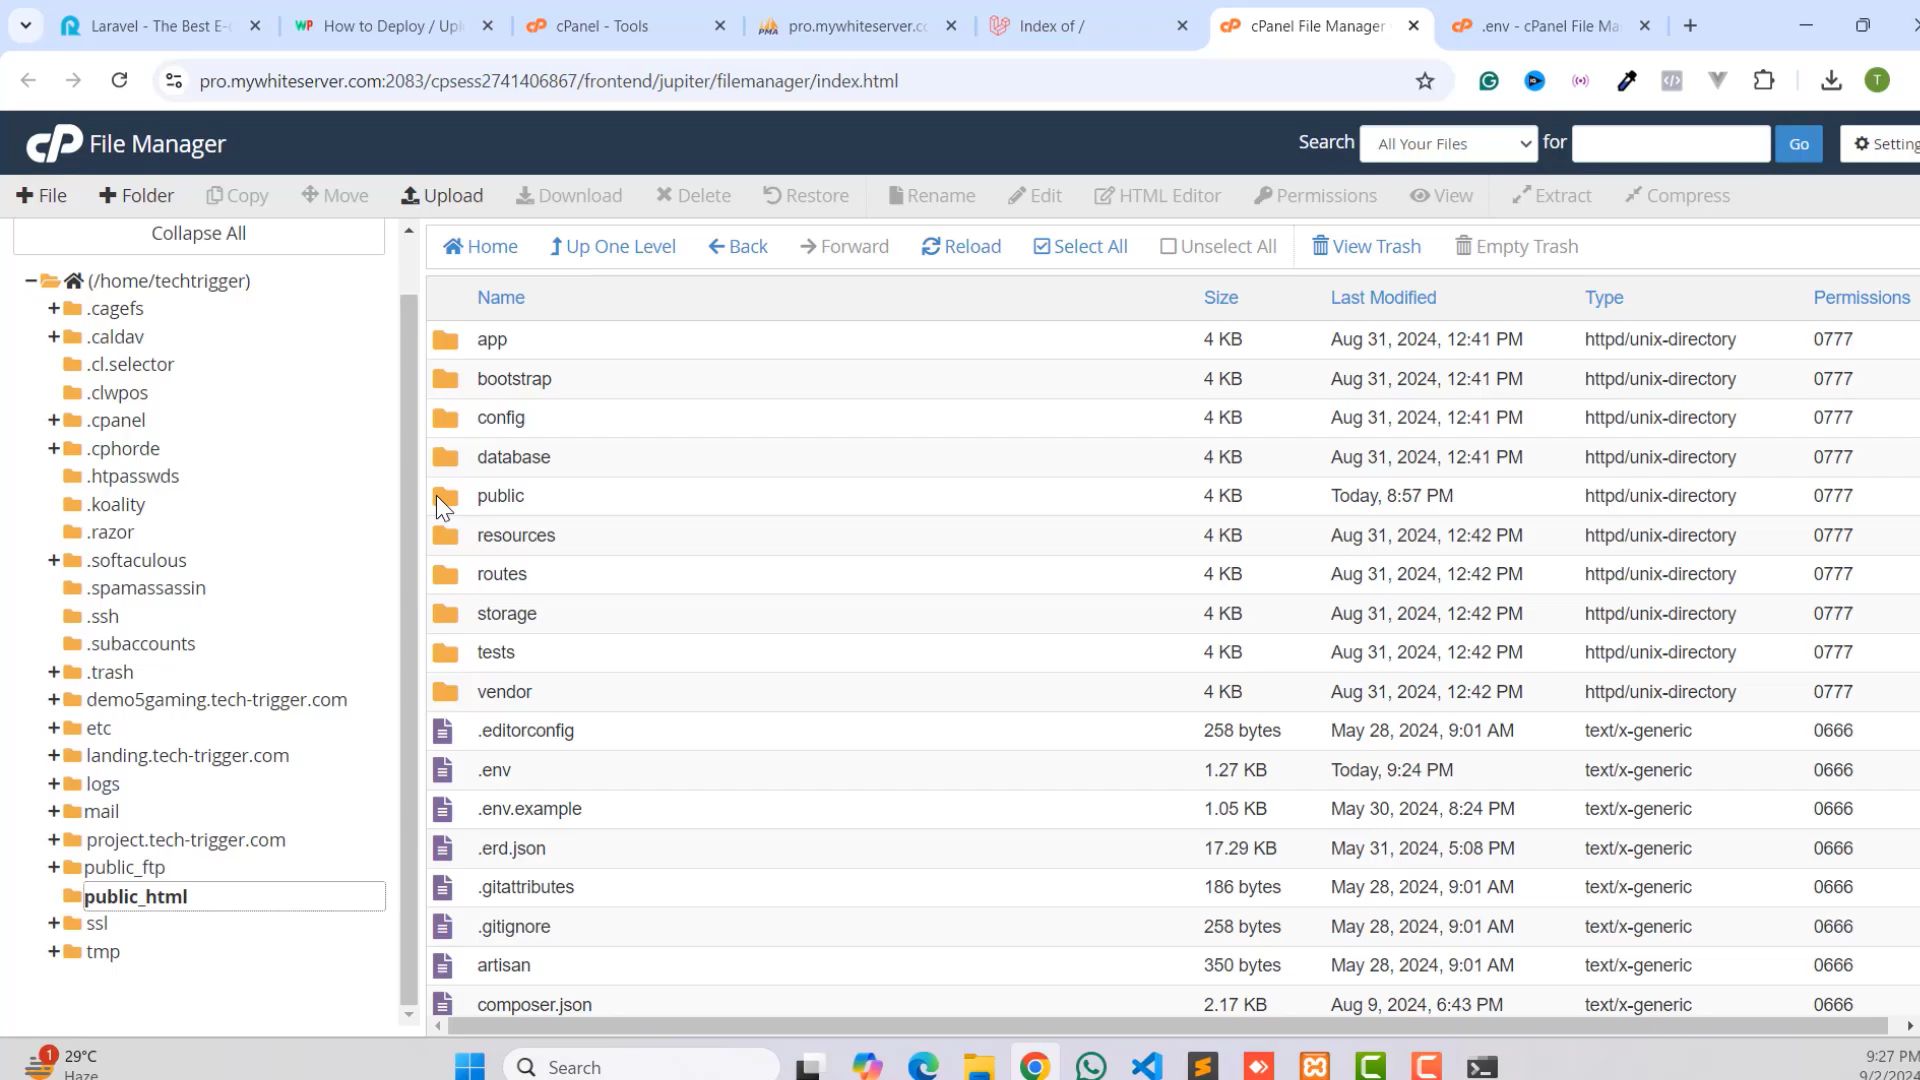 Laravel - The Best E-c
How to Deploy / Upl
cPanel - Tools
pro.mywhiteserver.cc
Index of /
cPanel File Manager
.env - cPanel File Ma
pro.mywhiteserver.com:2083/cpsess2741406867/frontend/jupiter/filemanager/index.html
T
cP File Manager
Search All Your Files for Go Setting
File Folder Copy Move Upload Download Delete Restore Rename Edit HTML Editor Permissions View Extract Compress
Collapse All
Home Up One Level Back Forward Reload Select All Unselect All View Trash Empty Trash
(/home/techtrigger)
.cagefs
.caldav
.cl.selector
.clwpos
.cpanel
.cphorde
.htpasswds
.koality
.razor
.softaculous
.spamassassin
.ssh
.subaccounts
.trash
demo5gaming.tech-trigger.com
etc
landing.tech-trigger.com
logs
mail
project.tech-trigger.com
public_ftp
public_html
ssl
tmp
Name Size Last Modified Type Permissions
app 4 KB Aug 31, 2024, 12:41 PM httpd/unix-directory 0777
bootstrap 4 KB Aug 31, 2024, 12:41 PM httpd/unix-directory 0777
config 4 KB Aug 31, 2024, 12:41 PM httpd/unix-directory 0777
database 4 KB Aug 31, 2024, 12:41 PM httpd/unix-directory 0777
public 4 KB Today, 8:57 PM httpd/unix-directory 0777
resources 4 KB Aug 31, 2024, 12:42 PM httpd/unix-directory 0777
routes 4 KB Aug 31, 2024, 12:42 PM httpd/unix-directory 0777
storage 4 KB Aug 31, 2024, 12:42 PM httpd/unix-directory 0777
tests 4 KB Aug 31, 2024, 12:42 PM httpd/unix-directory 0777
vendor 4 KB Aug 31, 2024, 12:42 PM httpd/unix-directory 0777
.editorconfig 258 bytes May 28, 2024, 9:01 AM text/x-generic 0666
.env 1.27 KB Today, 9:24 PM text/x-generic 0666
.env.example 1.05 KB May 30, 2024, 8:24 PM text/x-generic 0666
.erd.json 17.29 KB May 31, 2024, 5:08 PM text/x-generic 0666
.gitattributes 186 bytes May 28, 2024, 9:01 AM text/x-generic 0666
.gitignore 258 bytes May 28, 2024, 9:01 AM text/x-generic 0666
artisan 350 bytes May 28, 2024, 9:01 AM text/x-generic 0666
composer.json 2.17 KB Aug 9, 2024, 6:43 PM text/x-generic 0666
1
29°C
Haze
Search
9:27 PM
9/2/2024